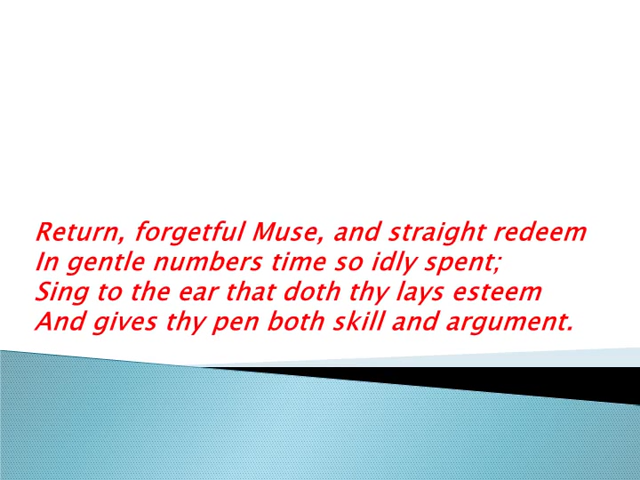 Return, forgetful Muse, and straight redeem
In gentle numbers time so idly spent;
Sing to the ear that doth thy lays esteem
And gives thy pen both skill and argument.